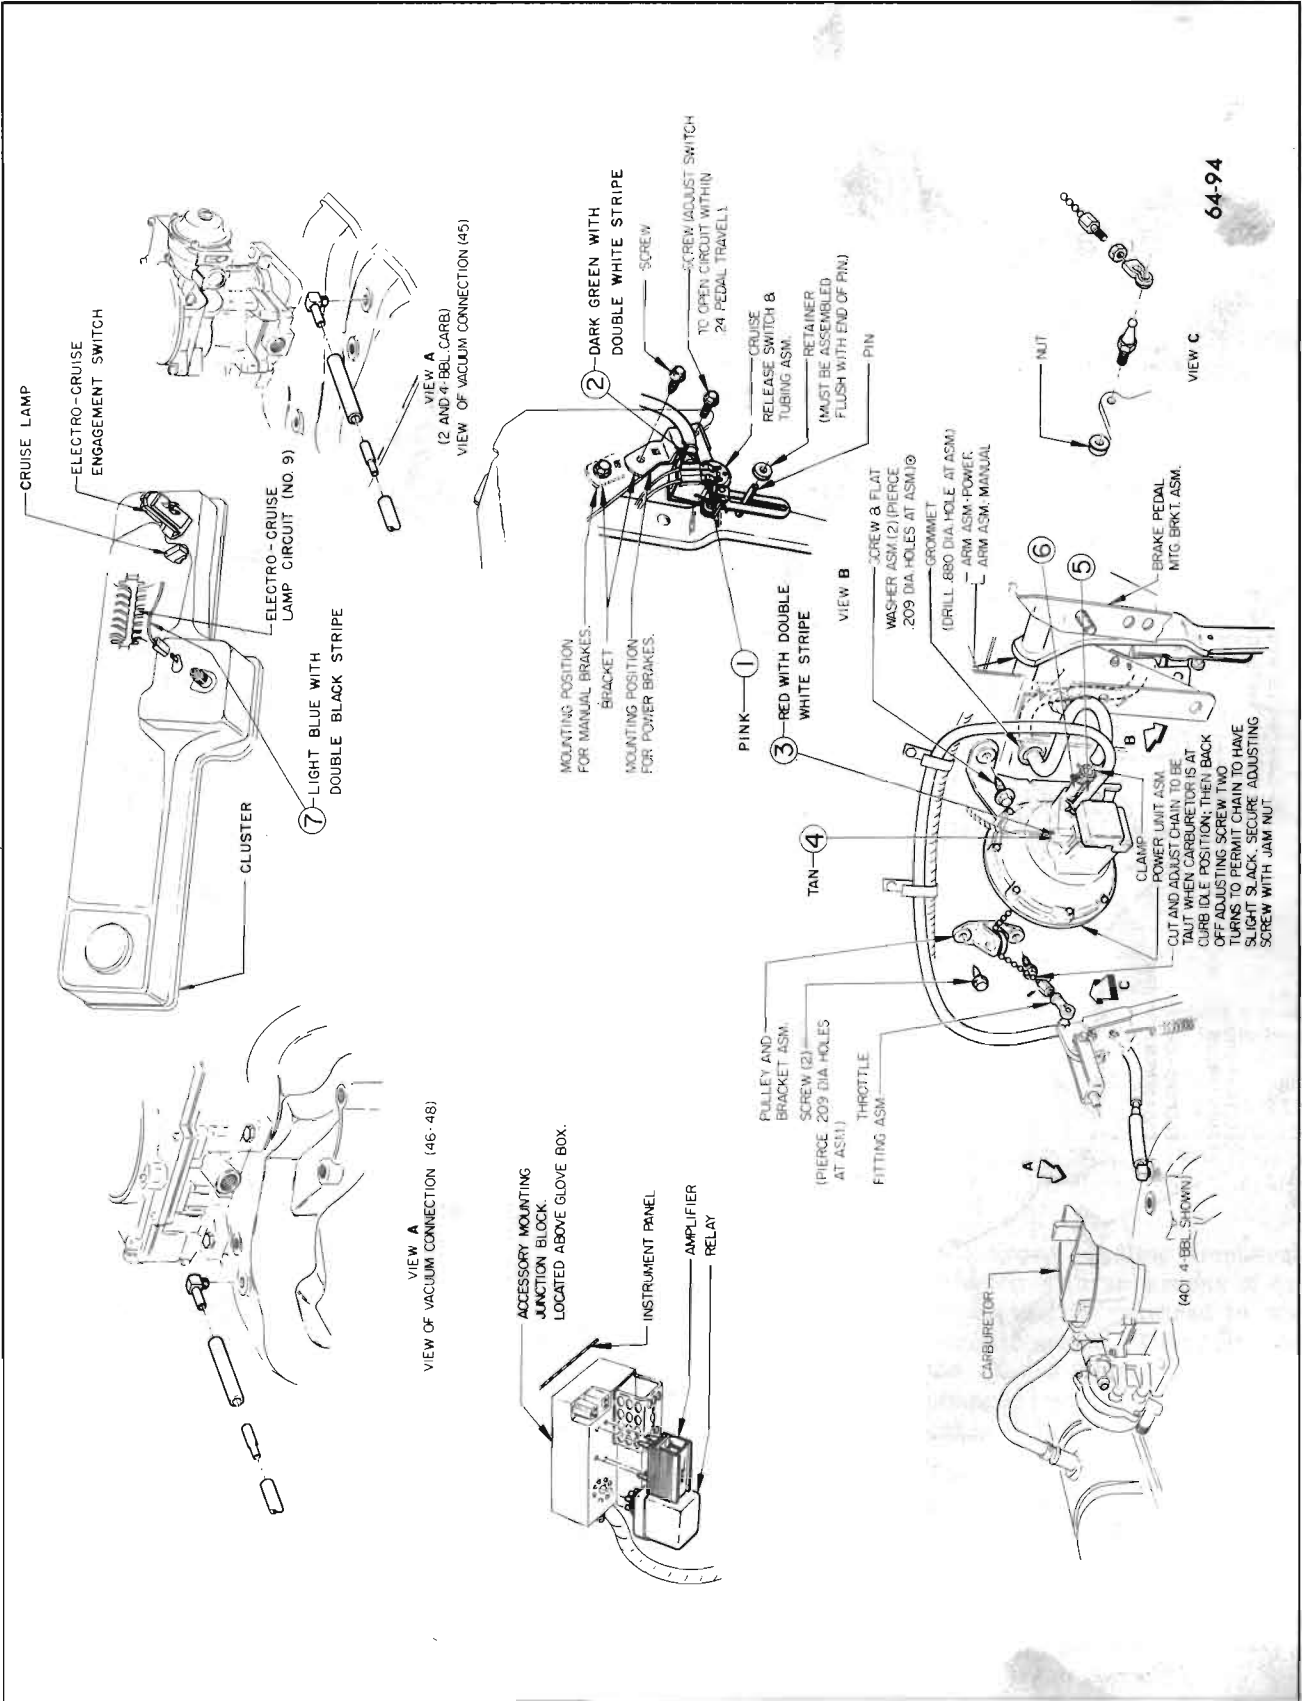 CRUISE LAMP
ELECTRO-CRUISE
ENGAGEMENT SWITCH
ELECTRO-CRUISE
LAMP CIRCUIT (NO. 9)
7
LIGHT BLUE WITH
DOUBLE BLACK STRIPE
CLUSTER
VIEW A
(2 AND 4-BBL. CARB.)
VIEW OF VACUUM CONNECTION (45)
VIEW A
VIEW OF VACUUM CONNECTION (46-48)
ACCESSORY MOUNTING
JUNCTION BLOCK.
LOCATED ABOVE GLOVE BOX.
INSTRUMENT PANEL
AMPLIFIER
RELAY
2
DARK GREEN WITH
DOUBLE WHITE STRIPE
SCREW
SCREW (ADJUST SWITCH
TO OPEN CIRCUIT WITHIN
.24 PEDAL TRAVEL).
CRUISE
RELEASE SWITCH &
TUBING ASM.
RETAINER
(MUST BE ASSEMBLED
FLUSH WITH END OF PIN.)
PIN
MOUNTING POSITION
FOR MANUAL BRAKES.
BRACKET
MOUNTING POSITION
FOR POWER BRAKES.
PINK
1
VIEW B
3
RED WITH DOUBLE
WHITE STRIPE
TAN
4
SCREW & FLAT
WASHER ASM. (2) (PIERCE
.209 DIA. HOLES AT ASM.)
GROMMET
(DRILL .880 DIA. HOLE AT ASM.)
ARM ASM.-POWER.
ARM ASM. MANUAL
6
5
BRAKE PEDAL
MTG. BRKT. ASM.
B
CLAMP
POWER UNIT ASM.
CUT AND ADJUST CHAIN TO BE
TAUT WHEN CARBURETOR IS AT
CURB IDLE POSITION; THEN BACK
OFF ADJUSTING SCREW TWO
TURNS TO PERMIT CHAIN TO HAVE
SLIGHT SLACK. SECURE ADJUSTING
SCREW WITH JAM NUT.
PULLEY AND
BRACKET ASM.
SCREW (2)
(PIERCE .209 DIA HOLES
AT ASM.)
THROTTLE
FITTING ASM.
C
A
CARBURETOR
(401 4-BBL. SHOWN)
NUT
VIEW C
64-94